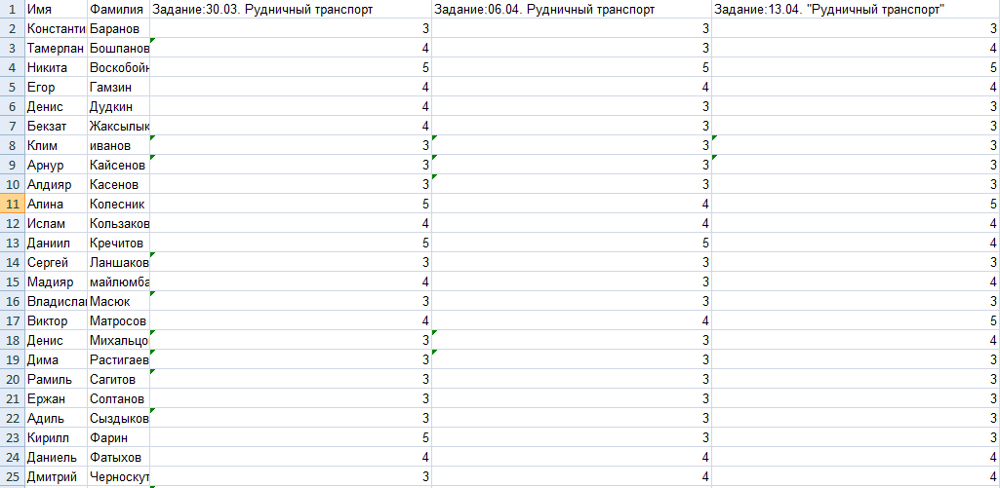 1 Имя Фамилия Задание:30.03. Рудничный транспорт Задание:06.04. Рудничный транспорт Задание:13.04. "Рудничный транспорт"
2 Константи Баранов 3 3 3
3 Тамерлан Бошпанов 4 3 4
4 Никита Воскобойн 5 5 5
5 Егор Гамзин 4 4 4
6 Денис Дудкин 4 3 3
7 Бекзат Жаксылык 4 3 3
8 Клим иванов 3 3 3
9 Арнур Кайсенов 3 3 3
10 Алдияр Касенов 3 3 3
11 Алина Колесник 5 4 5
12 Ислам Кользаков 4 4 4
13 Даниил Кречитов 5 5 4
14 Сергей Ланшаков 3 3 3
15 Мадияр майлюмба 4 3 4
16 Владислав Масюк 3 3 3
17 Виктор Матросов 4 4 5
18 Денис Михальцо 3 3 4
19 Дима Растигаев 3 3 3
20 Рамиль Сагитов 3 3 3
21 Ержан Солтанов 3 3 3
22 Адиль Сыздыков 3 3 3
23 Кирилл Фарин 5 3 3
24 Даниель Фатыхов 4 4 4
25 Дмитрий Черноскут 3 4 4